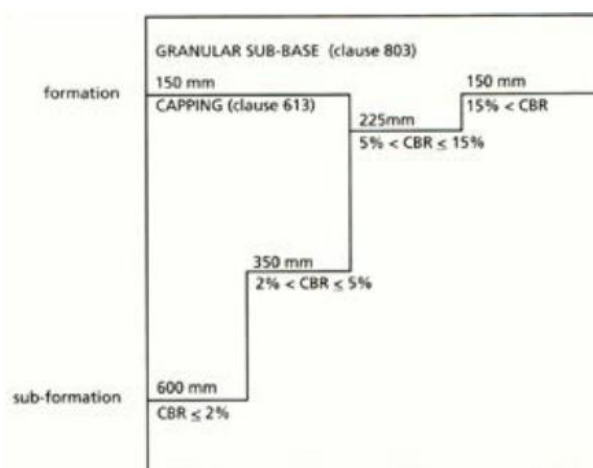 GRANULAR SUB-BASE (clause 803)
150 mm
150 mm
formation
CAPPING (clause 613)
15% < CBR
225mm
5% < CBR ≤ 15%
350 mm
2% < CBR ≤ 5%
600 mm
sub-formation
CBR ≤ 2%